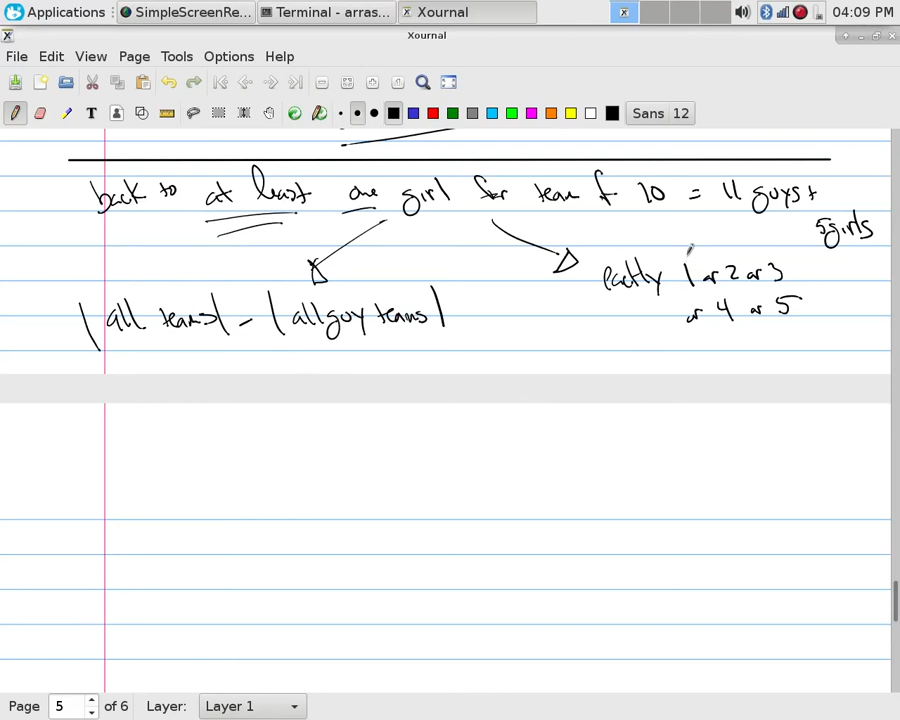 Applications SimpleScreenRe... Terminal - arras... Xournal 04:09 PM
Xournal
File Edit View Page Tools Options Help
T Sans 12
back to at least one girl for team of 10 = 11 guys +
5 girls
exactly 1 or 2 or 3
|all teams| - |all guy teams|
or 4 or 5
Page 5 of 6 Layer: Layer 1